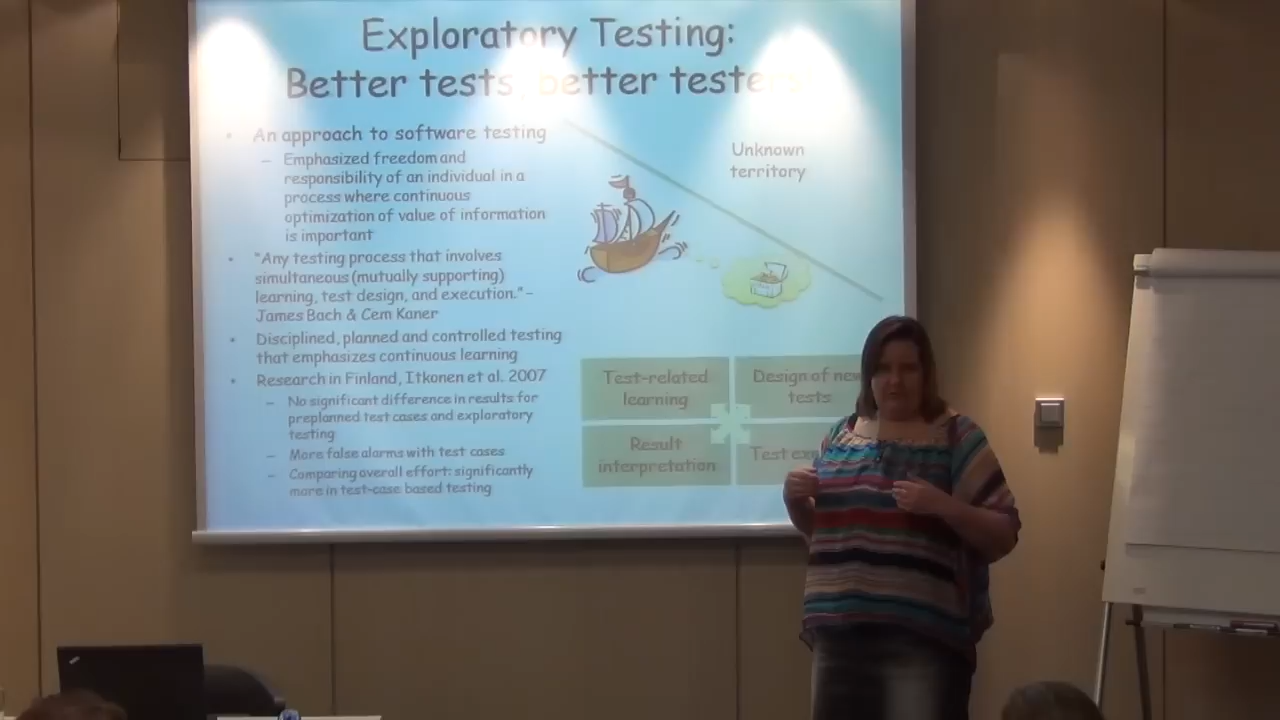 Exploratory Testing:
Better tests, better testers
• An approach to software testing
– Emphasized freedom and
responsibility of an individual in a
process where continuous
optimization of value of information
is important
• "Any testing process that involves
simultaneous (mutually supporting)
learning, test design, and execution." –
James Bach & Cem Kaner
• Disciplined, planned and controlled testing
that emphasizes continuous learning
• Research in Finland, Itkonen et al. 2007
– No significant difference in results for
preplanned test cases and exploratory
testing
– More false alarms with test cases
– Comparing overall effort: significantly
more in test-case based testing
Unknown
territory
Test-related
learning
Design of new
tests
Result
interpretation
Test